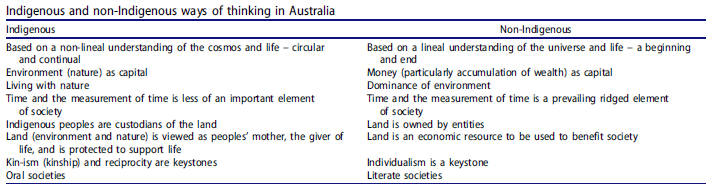 Indigenous and non-Indigenous ways of thinking in Australia
Indigenous Non-Indigenous
Based on a non-lineal understanding of the cosmos and life – circular Based on a lineal understanding of the universe and life – a beginning
and continual and end
Environment (nature) as capital Money (particularly accumulation of wealth) as capital
Living with nature Dominance of environment
Time and the measurement of time is less of an important element Time and the measurement of time is a prevailing ridged element
of society of society
Indigenous peoples are custodians of the land Land is owned by entities
Land (environment and nature) is viewed as peoples’ mother, the giver of Land is an economic resource to be used to benefit society
life, and is protected to support life
Kin-ism (kinship) and reciprocity are keystones Individualism is a keystone
Oral societies Literate societies